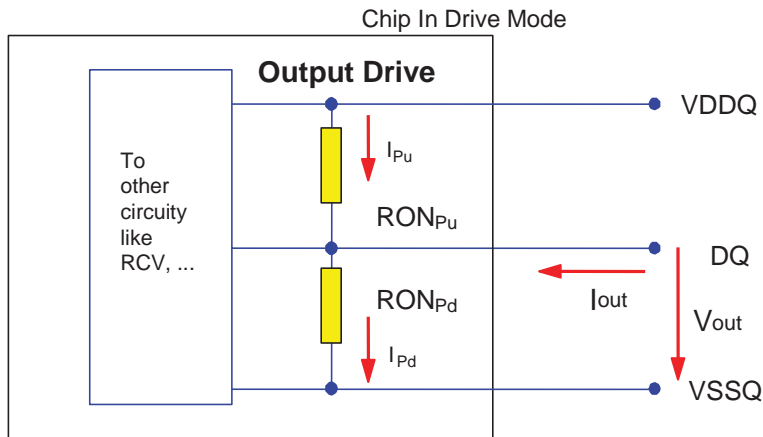 Chip In Drive Mode
Output Drive
VDDQ
To
other
circuity
like
RCV, ...
IPu
RONPu
DQ
RONPd
Iout
Vout
IPd
VSSQ